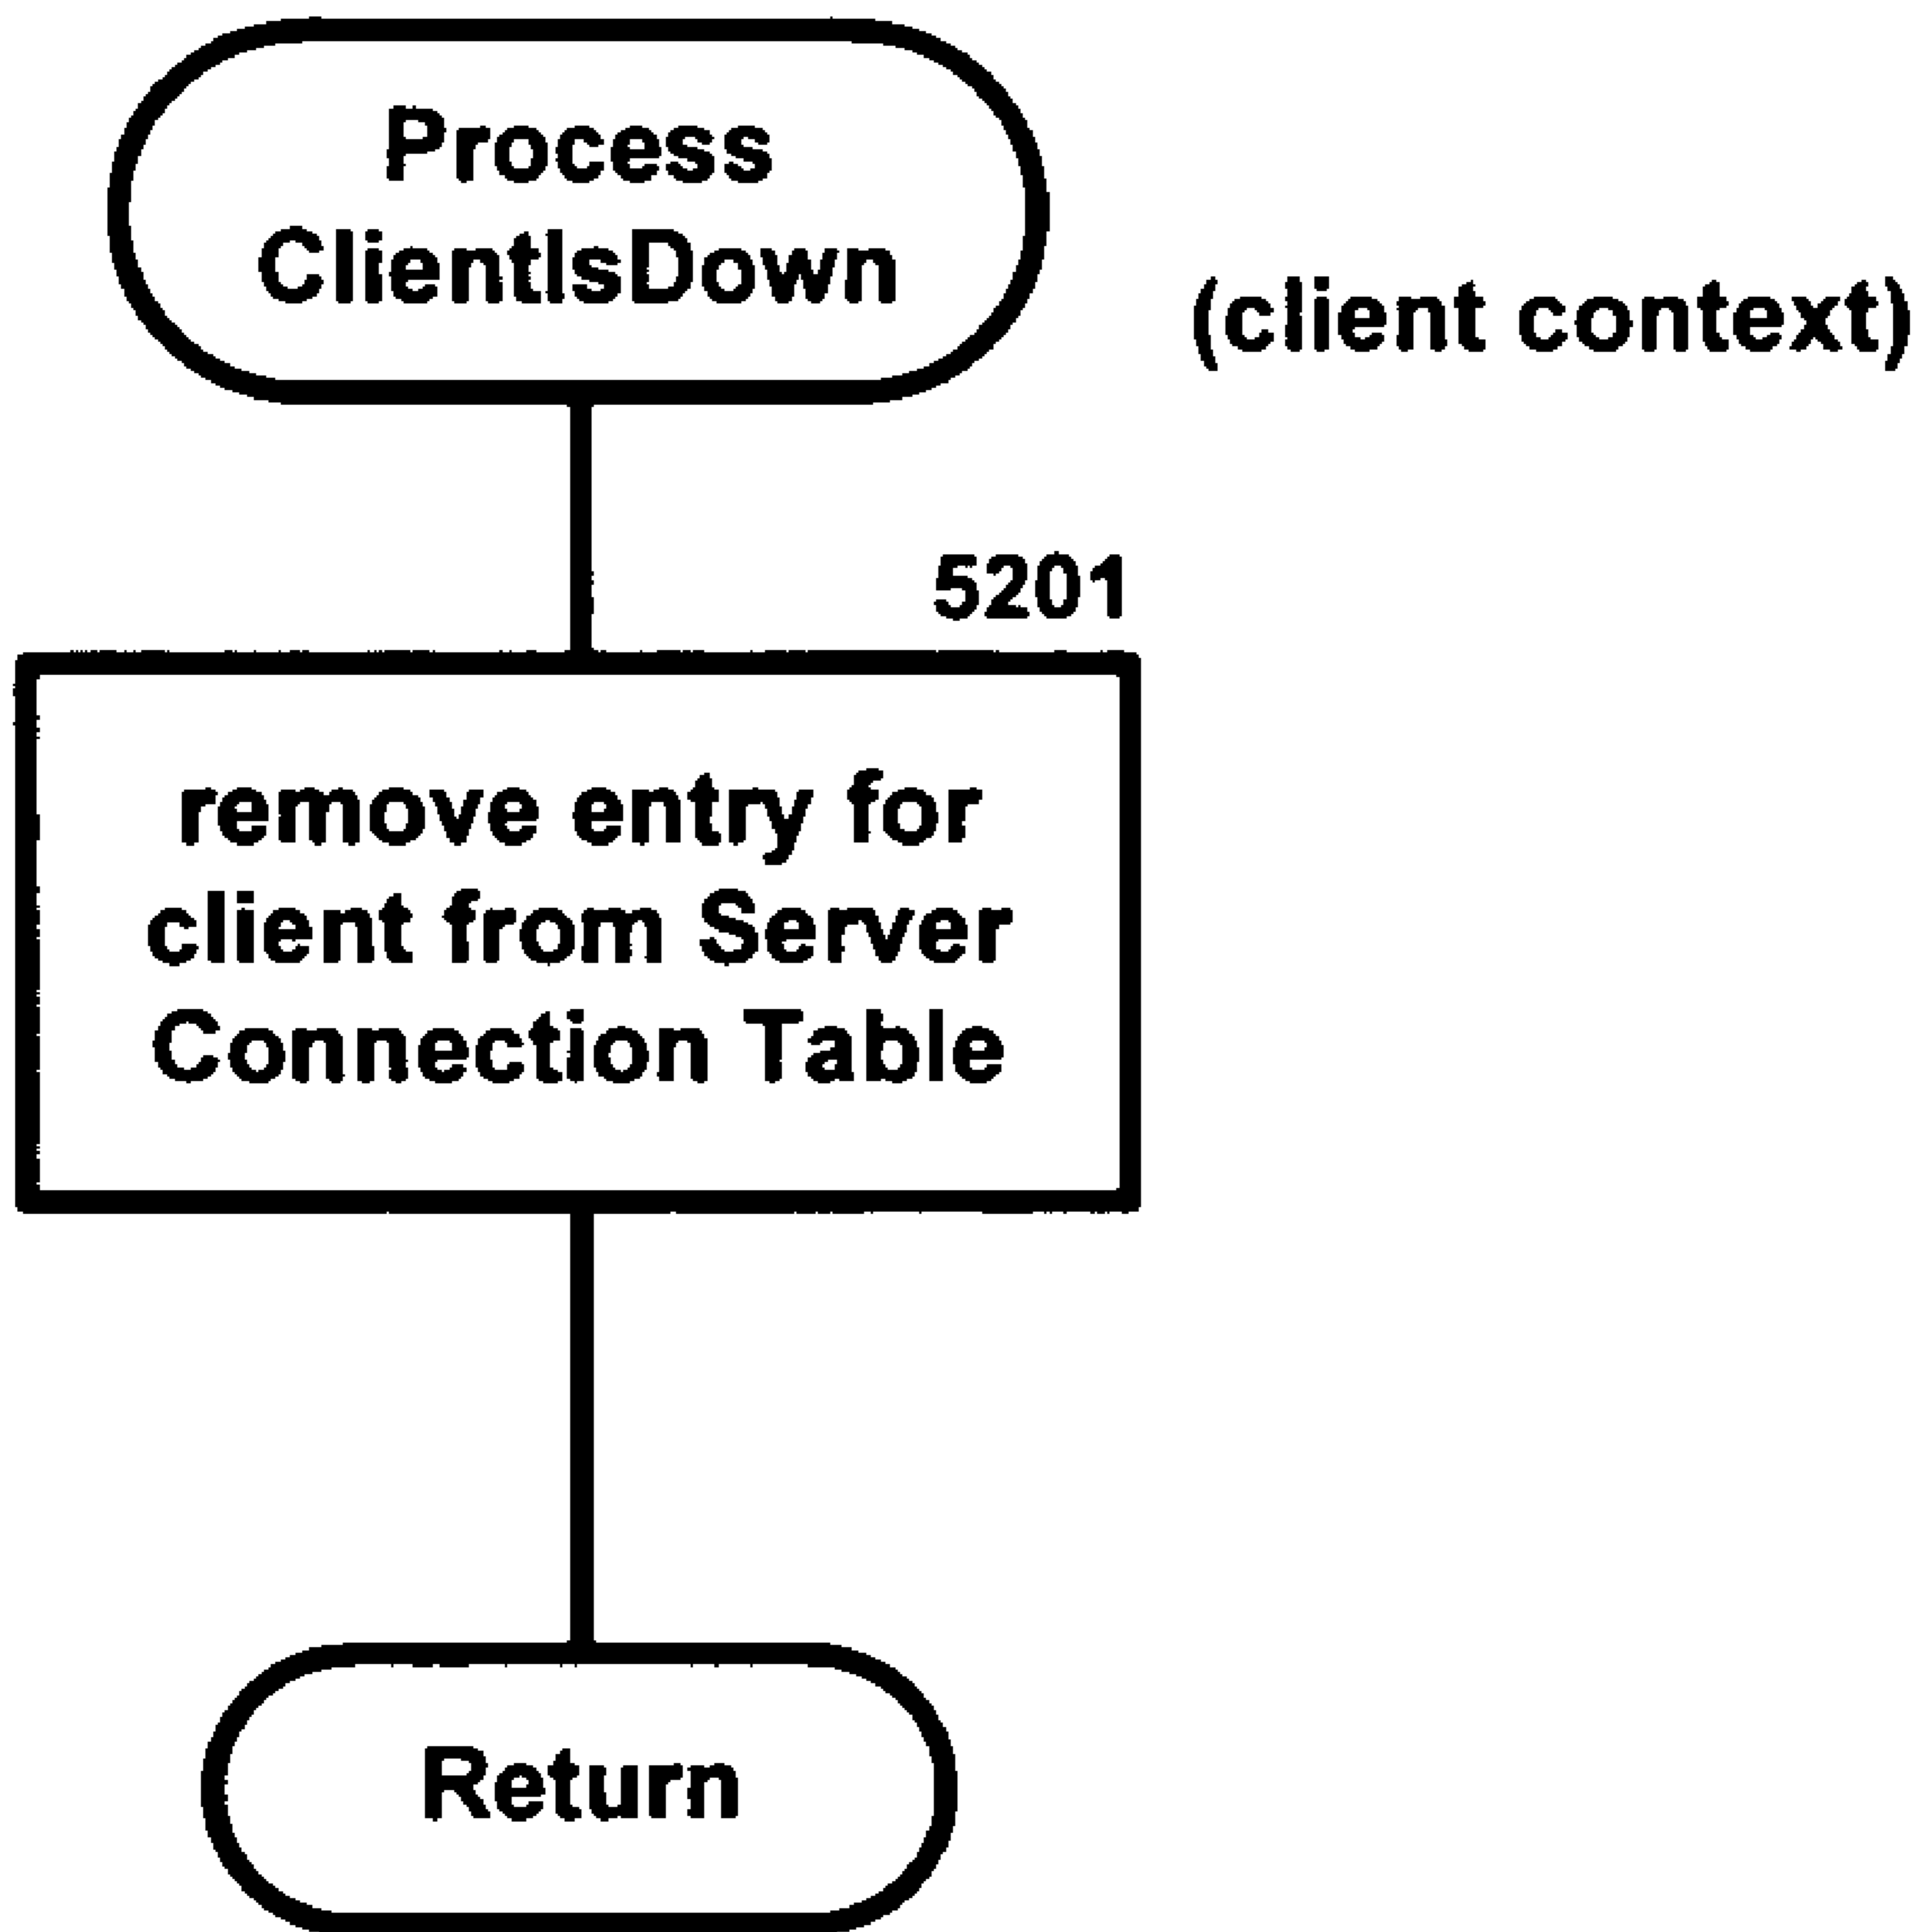 Process
ClientIsDown
(client context)
5201
remove entry for
client from Server
Connection Table
Return